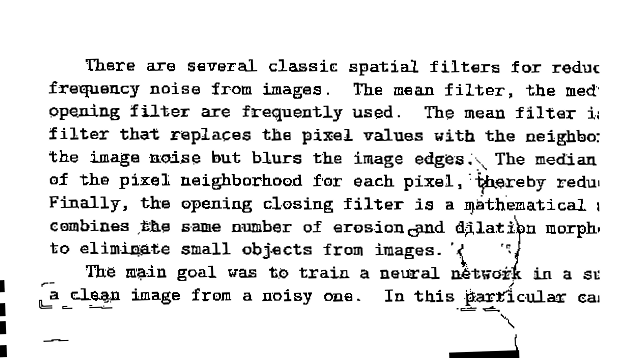 There are several classic spatial filters for reduc
frequency noise from images. The mean filter, the med
opening filter are frequently used. The mean filter i
filter that replaces the pixel values with the neighbo
the image noise but blurs the image edges. The median
of the pixel neighborhood for each pixel, thereby redu
Finally, the opening closing filter is a mathematical
combines the same number of erosion and dilation morph
to eliminate small objects from images.
The main goal was to train a neural network in a su
a clean image from a noisy one. In this particular ca